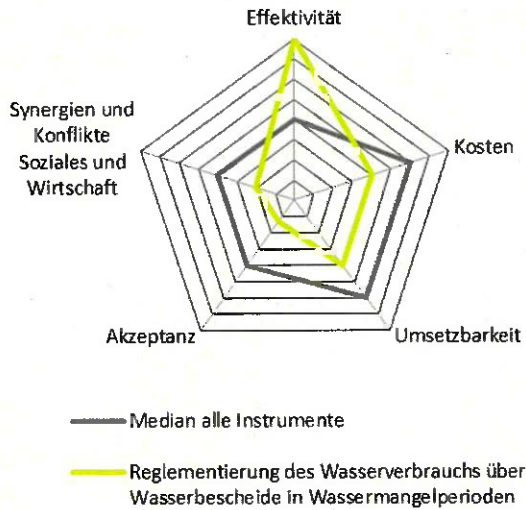 Effektivität
Synergien und
Konflikte
Soziales und
Wirtschaft
Kosten
Akzeptanz
Umsetzbarkeit
Median alle Instrumente
Reglementierung des Wasserverbrauchs über
Wasserbescheide in Wassermangelperioden